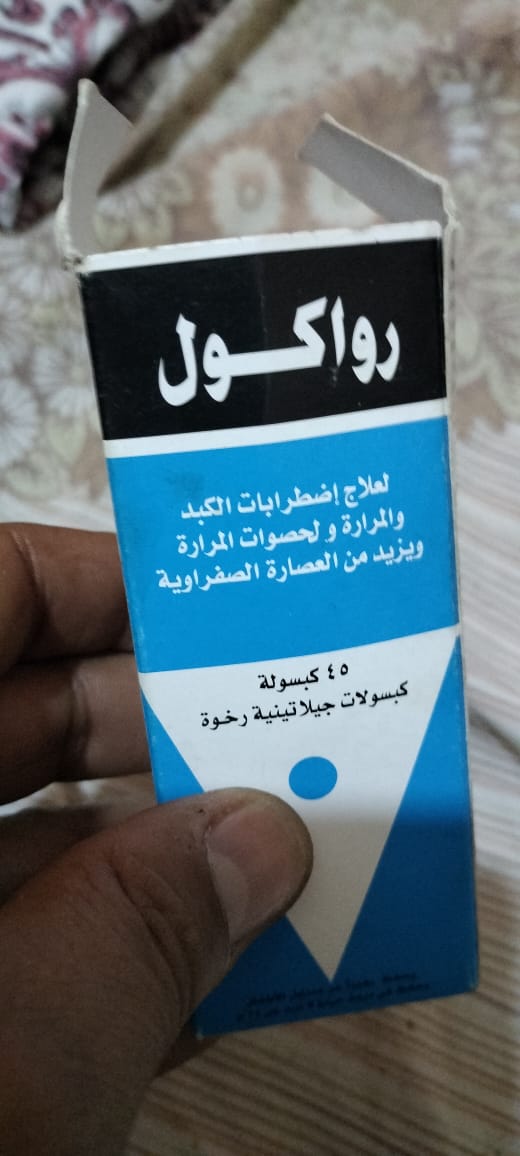 رواكول
لعلاج إضطرابات الكبد
والمرارة و لحصوات المرارة
ويزيد من العصارة الصفراوية
٤٥ كبسولة
كبسولات جيلاتينية رخوة